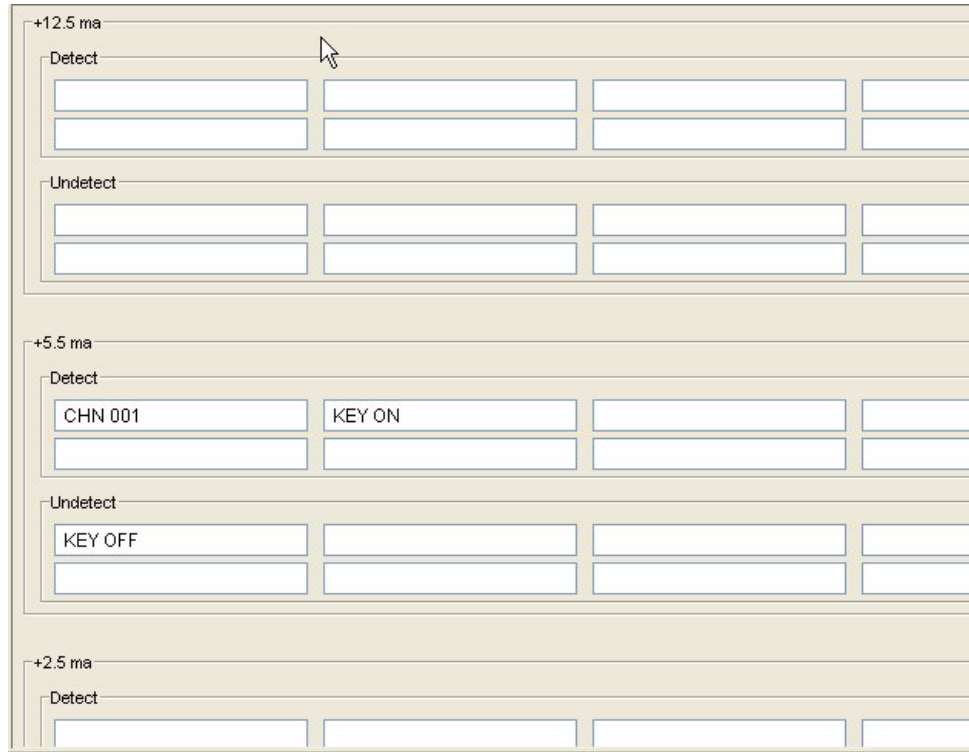 +12.5 ma
Detect
Undetect
+5.5 ma
Detect
CHN 001 KEY ON
Undetect
KEY OFF
+2.5 ma
Detect